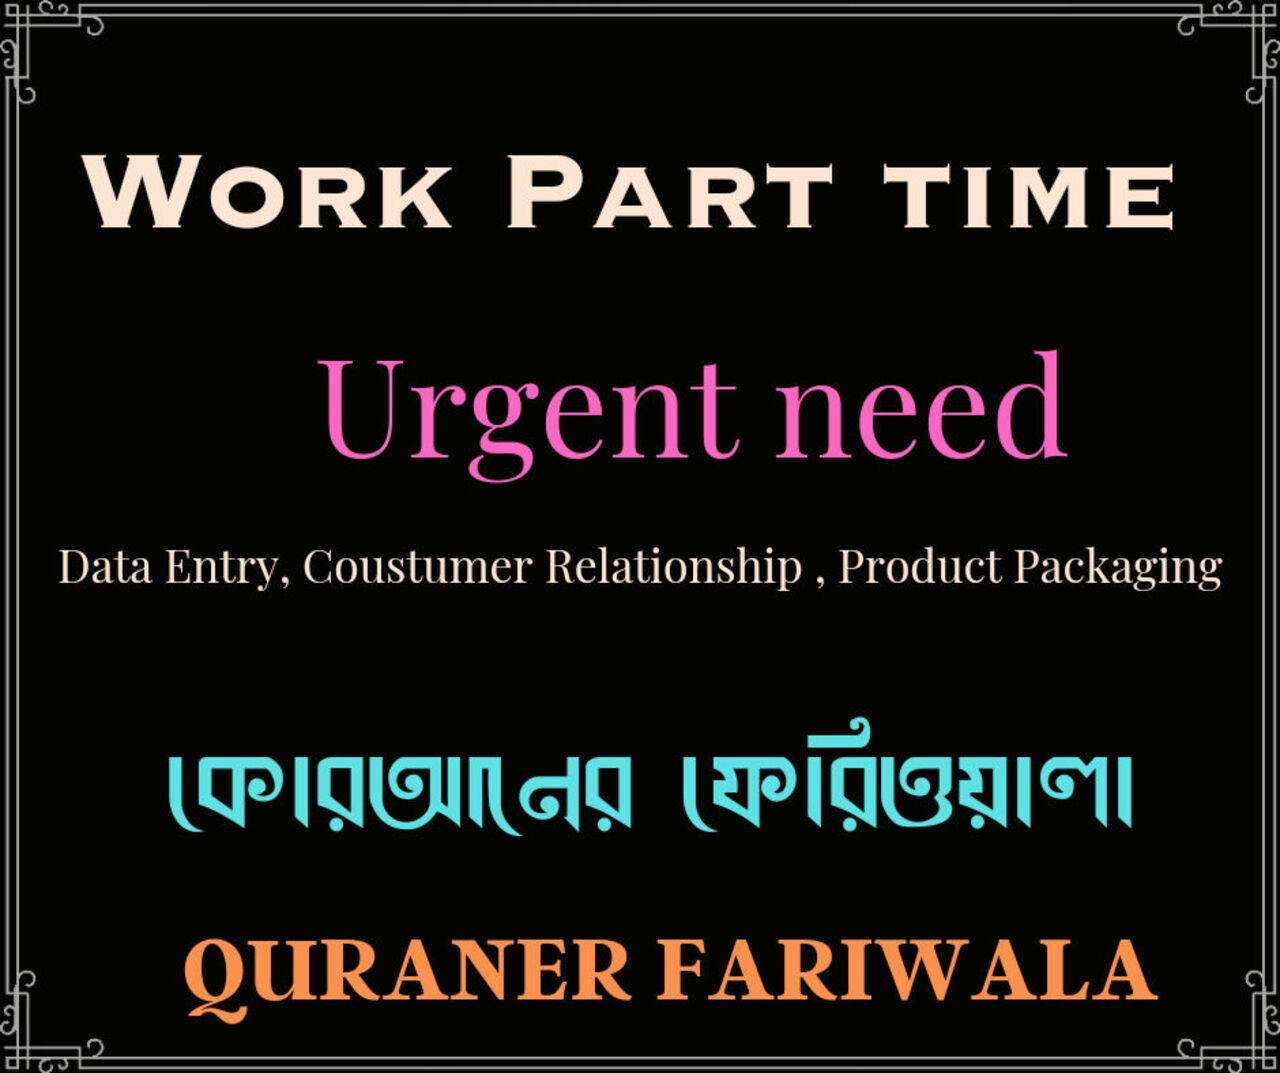 Work Part time
Urgent need
Data Entry, Coustumer Relationship , Product Packaging
কোরআনের ফেরিওয়ালা
QURANER FARIWALA